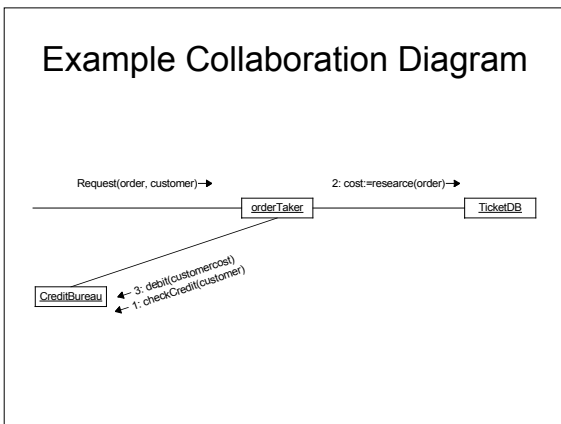 Example Collaboration Diagram
Request(order, customer)
2: cost:=researce(order)
orderTaker
TicketDB
3: debit(customercost)
1: checkCredit(customer)
CreditBureau